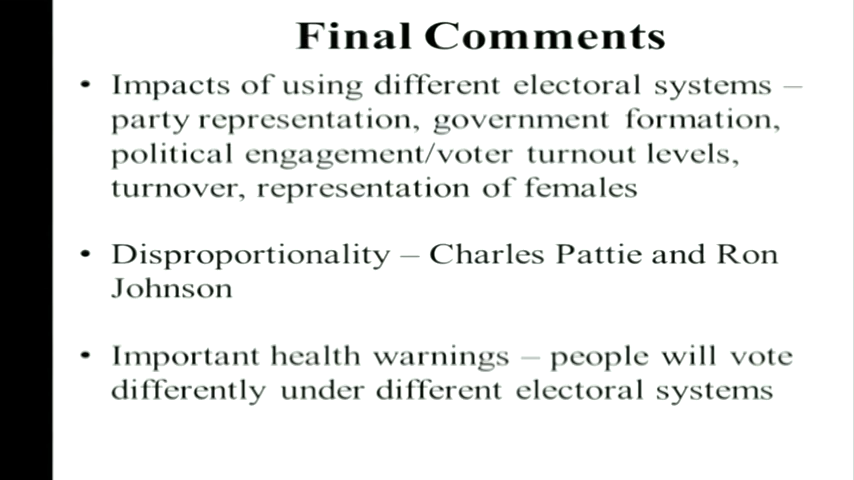 Final Comments
• Impacts of using different electoral systems –
party representation, government formation,
political engagement/voter turnout levels,
turnover, representation of females
• Disproportionality – Charles Pattie and Ron
Johnson
• Important health warnings – people will vote
differently under different electoral systems